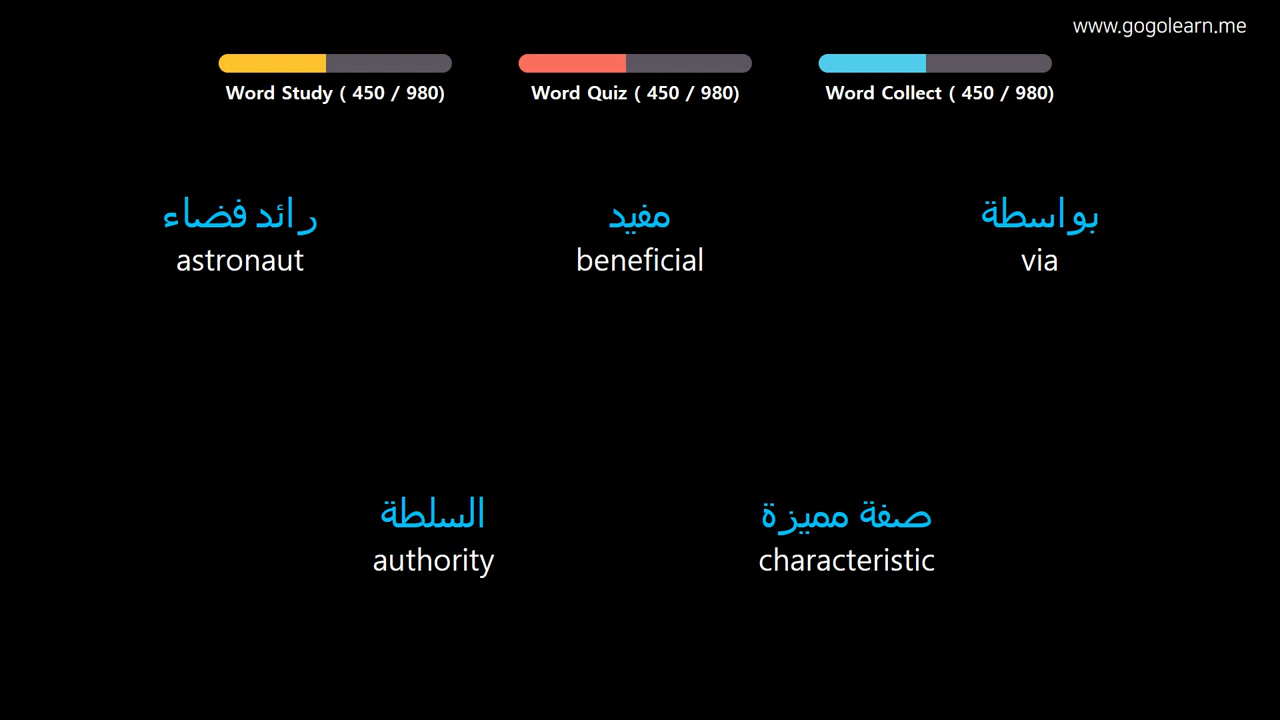 www.gogolearn.me
Word Study ( 450 / 980)
Word Quiz ( 450 / 980)
Word Collect ( 450 / 980)
رائد فضاء
astronaut
مفيد
beneficial
بواسطة
via
السلطة
authority
صفة مميزة
characteristic